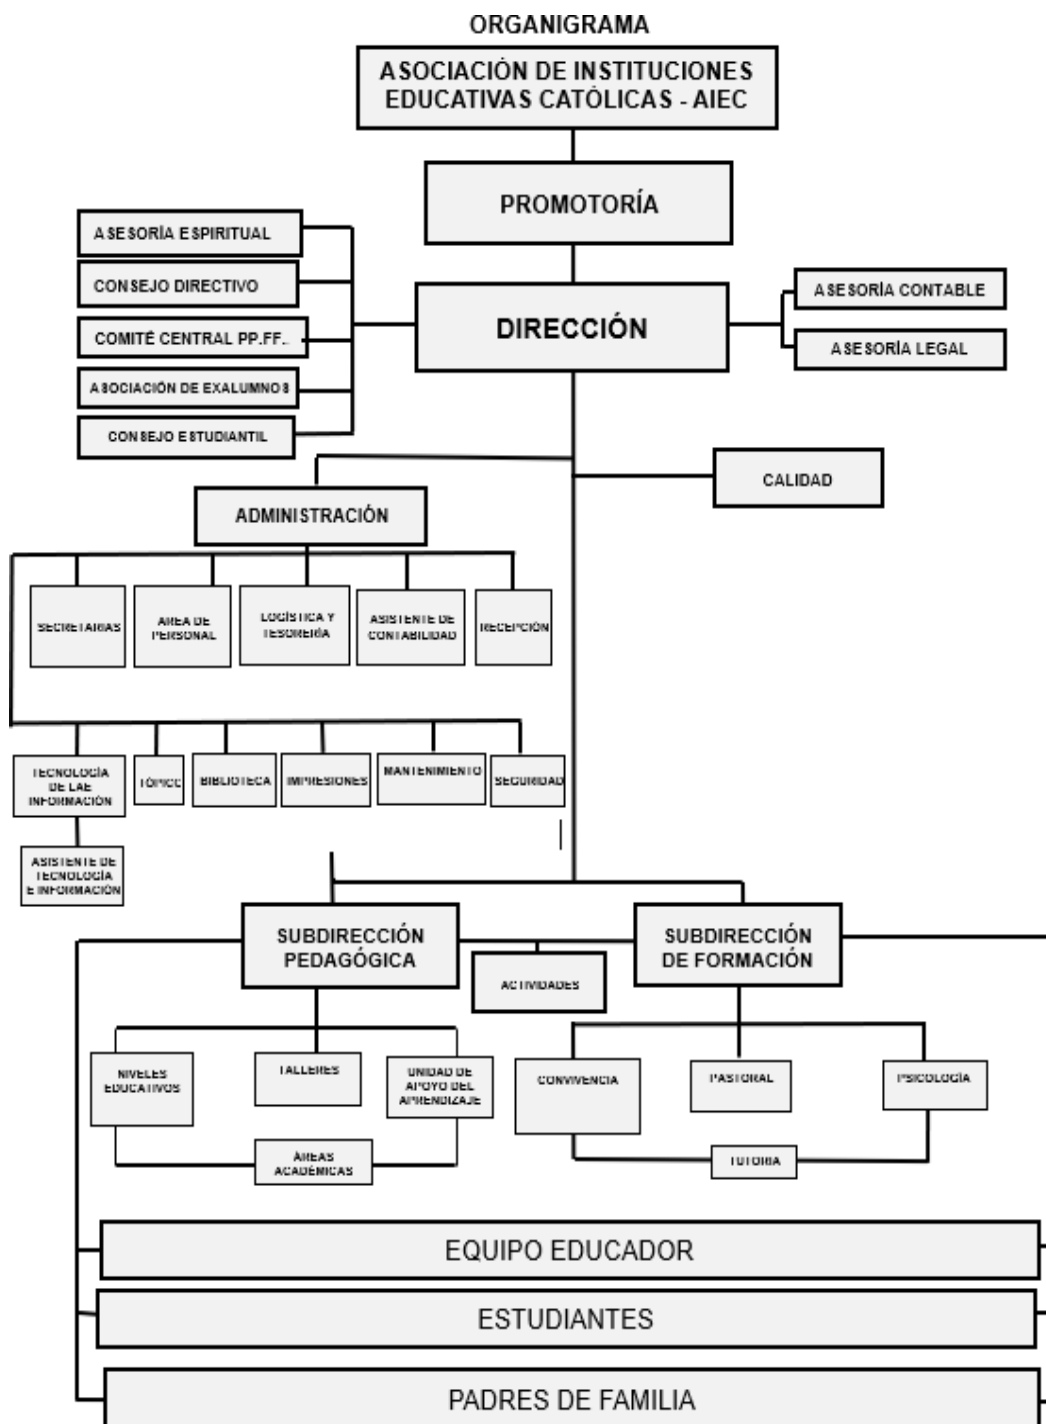 ORGANIGRAMA
ASOCIACIÓN DE INSTITUCIONES
EDUCATIVAS CATÓLICAS - AIEC
PROMOTORÍA
ASESORÍA ESPIRITUAL
CONSEJO DIRECTIVO
COMITÉ CENTRAL PP.FF..
ASOCIACIÓN DE EXALUMNOS
CONSEJO ESTUDIANTIL
DIRECCIÓN
ASESORÍA CONTABLE
ASESORÍA LEGAL
CALIDAD
ADMINISTRACIÓN
SECRETARIAS
ÁREA DE
PERSONAL
LOGÍSTICA Y
TESORERÍA
ASISTENTE DE
CONTABILIDAD
RECEPCIÓN
TECNOLOGÍA
DE LAE
INFORMACIÓN
TÓPICO
BIBLIOTECA
IMPRESIONES
MANTENIMIENTO
SEGURIDAD
ASISTENTE DE
TECNOLOGÍA
E INFORMACIÓN
SUBDIRECCIÓN
PEDAGÓGICA
ACTIVIDADES
SUBDIRECCIÓN
DE FORMACIÓN
NIVELES
EDUCATIVOS
TALLERES
UNIDAD DE
APOYO DEL
APRENDIZAJE
CONVIVENCIA
PASTORAL
PSICOLOGÍA
ÁREAS
ACADÉMICAS
TUTORIA
EQUIPO EDUCADOR
ESTUDIANTES
PADRES DE FAMILIA